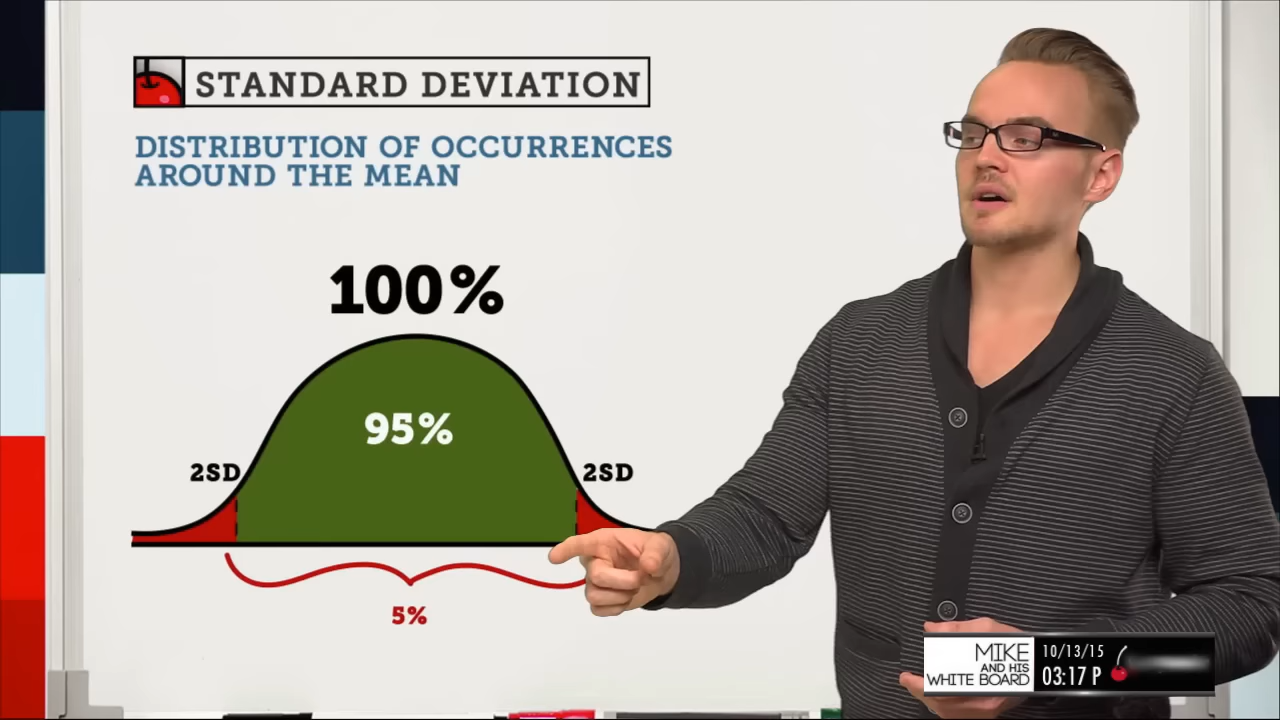 STANDARD DEVIATION
DISTRIBUTION OF OCCURRENCES
AROUND THE MEAN
100%
95%
2SD
2SD
5%
MIKE
AND HIS
WHITE BOARD
10/13/15
03:17 P